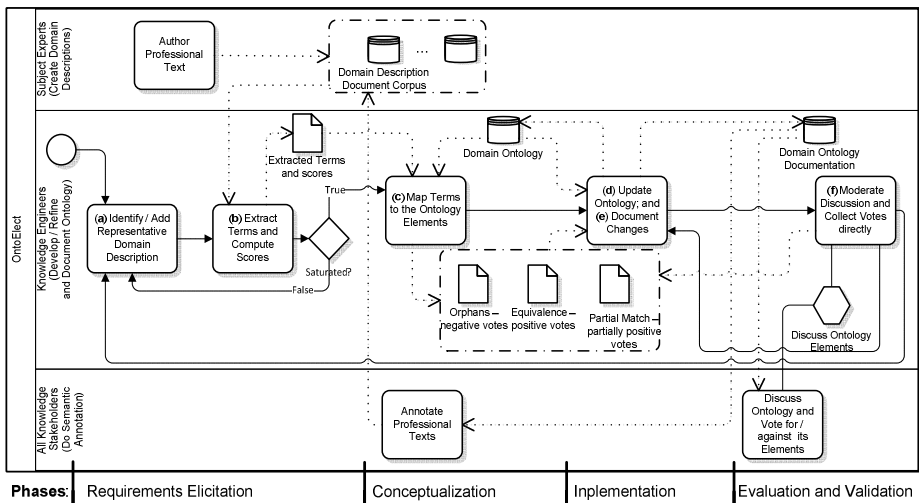 OntoElect
Subject Experts
(Create Domain
Descriptions)
Author
Professional
Text
...
Domain Description
Document Corpus
Knowledge Engineers
(Develop / Refine
and Document Ontology)
Extracted Terms
and scores
Domain Ontology
Domain Ontology
Documentation
(a) Identify / Add
Representative
Domain
Description
(b) Extract
Terms and
Compute
Scores
True
Saturated?
False
(c) Map Terms
to the Ontology
Elements
(d) Update
Ontology; and
(e) Document
Changes
(f) Moderate
Discussion and
Collect Votes
directly
Orphans –
negative votes
Equivalence –
positive votes
Partial Match –
partially positive
votes
Discuss Ontology
Elements
All Knowledge
Stakeholders
(Do Semantic
Annotation)
Annotate
Professional
Texts
Discuss
Ontology and
Vote for /
against its
Elements
Phases:
Requirements Elicitation
Conceptualization
Inplementation
Evaluation and Validation